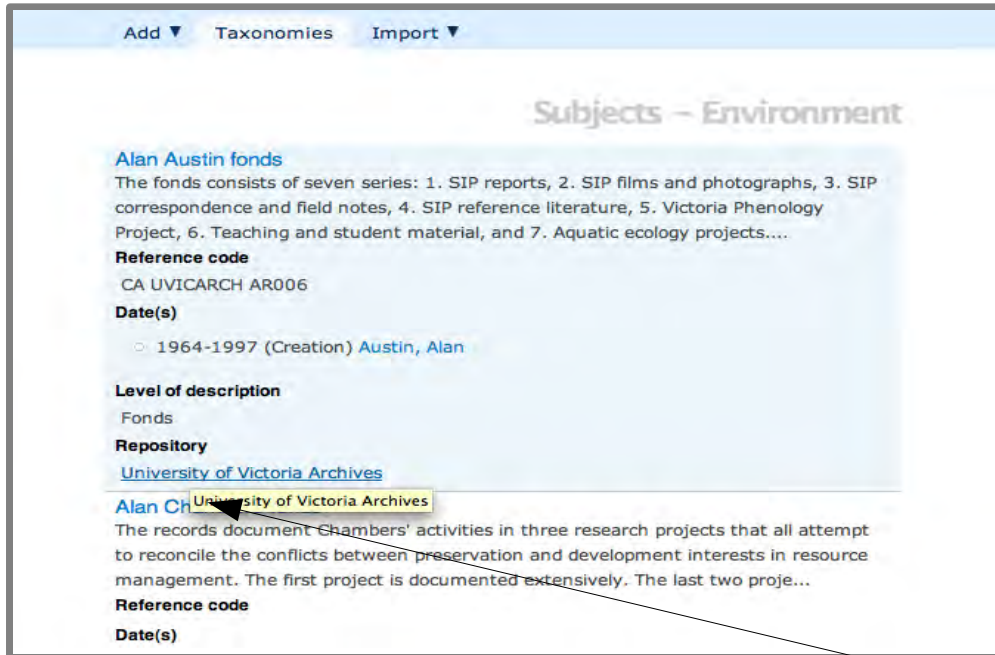 Add ▼ Taxonomies Import ▼
Subjects – Environment
Alan Austin fonds
The fonds consists of seven series: 1. SIP reports, 2. SIP films and photographs, 3. SIP
correspondence and field notes, 4. SIP reference literature, 5. Victoria Phenology
Project, 6. Teaching and student material, and 7. Aquatic ecology projects....
Reference code
CA UVICARCH AR006
Date(s)
1964-1997 (Creation) Austin, Alan
Level of description
Fonds
Repository
University of Victoria Archives
University of Victoria Archives
Alan Ch
The records document Chambers' activities in three research projects that all attempt
to reconcile the conflicts between preservation and development interests in resource
management. The first project is documented extensively. The last two proje...
Reference code
Date(s)